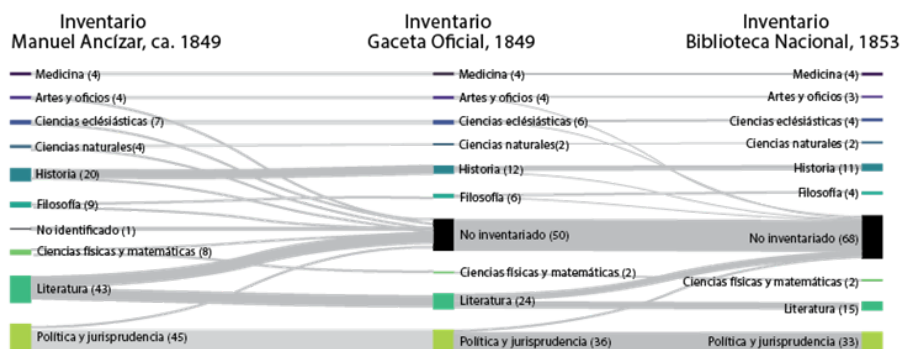 Inventario
Manuel Ancízar, ca. 1849
Inventario
Gaceta Oficial, 1849
Inventario
Biblioteca Nacional, 1853
Medicina (4)
Medicina (4)
Medicina (4)
Artes y oficios (4)
Artes y oficios (4)
Artes y oficios (3)
Ciencias eclésiásticas (7)
Ciencias eclésiásticas (6)
Ciencias eclésiásticas (4)
Ciencias naturales(4)
Ciencias naturales(2)
Ciencias naturales (2)
Historia (20)
Historia (12)
Historia (11)
Filosofía (9)
Filosofía (6)
Filosofía (4)
No identificado (1)
No inventariado (50)
No inventariado (68)
Ciencias físicas y matemáticas (8)
Ciencias físicas y matemáticas (2)
Ciencias físicas y matemáticas (2)
Literatura (43)
Literatura (24)
Literatura (15)
Política y jurisprudencia (45)
Política y jurisprudencia (36)
Política y jurisprudencia (33)